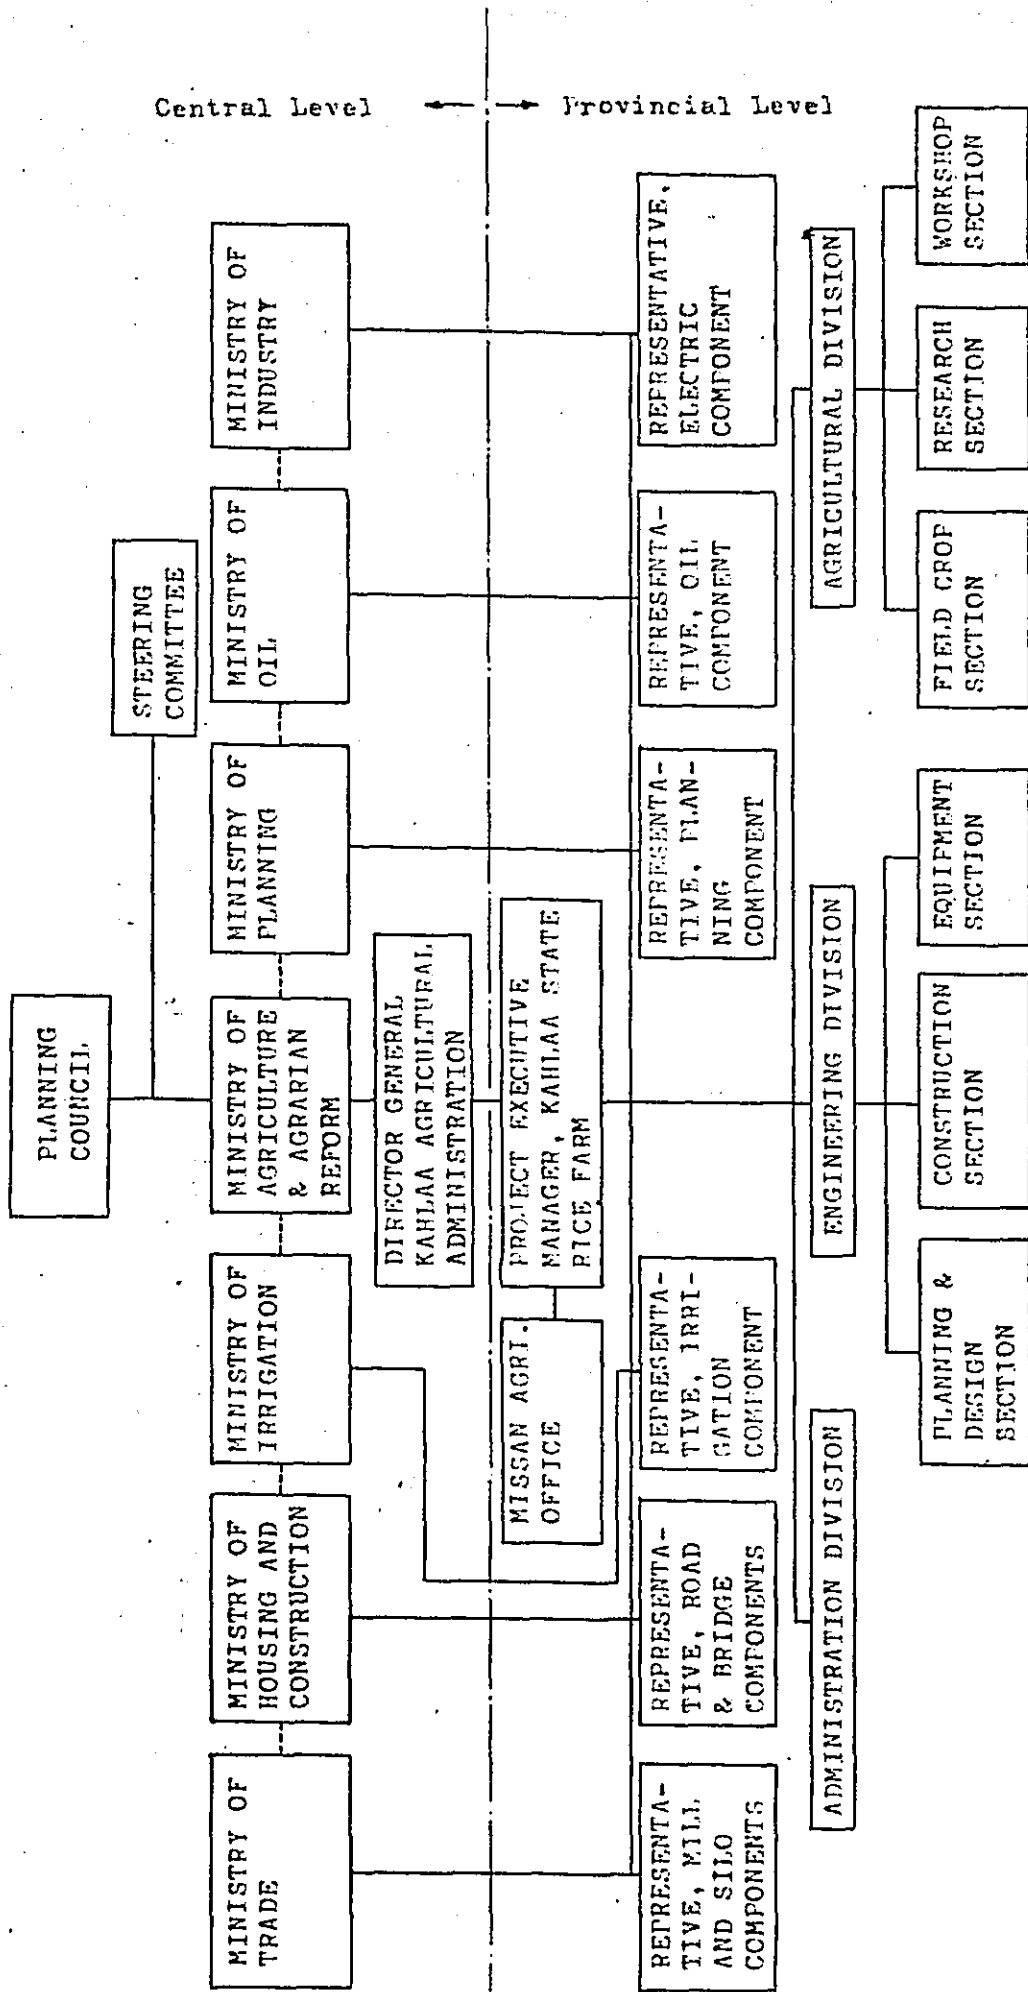 Central Level
Provincial Level
PLANNING
COUNCIL
STEERING
COMMITTEE
MINISTRY OF
TRADE
MINISTRY OF
HOUSING AND
CONSTRUCTION
MINISTRY OF
IRRIGATION
MINISTRY OF
AGRICULTURE
& AGRARIAN
REFORM
MINISTRY OF
PLANNING
MINISTRY OF
OIL
MINISTRY OF
INDUSTRY
DIRECTOR GENERAL
KAHLAA AGRICULTURAL
ADMINISTRATION
MISSAN AGRI.
OFFICE
PROJECT EXECUTIVE
MANAGER, KAHLAA STATE
RICE FARM
REPRESENTA-
TIVE, MILL
AND SILO
COMPONENTS
REPRESENTA-
TIVE, ROAD
& BRIDGE
COMPONENTS
REPRESENTA-
TIVE, IRRI-
GATION
COMPONENT
REPRESENTA-
TIVE, PLAN-
NING
COMPONENT
REPRESENTA-
TIVE, OIL
COMPONENT
REPRESENTATIVE,
ELECTRIC
COMPONENT
ADMINISTRATION DIVISION
ENGINEERING DIVISION
AGRICULTURAL DIVISION
PLANNING &
DESIGN
SECTION
CONSTRUCTION
SECTION
EQUIPMENT
SECTION
FIELD CROP
SECTION
RESEARCH
SECTION
WORKSHOP
SECTION